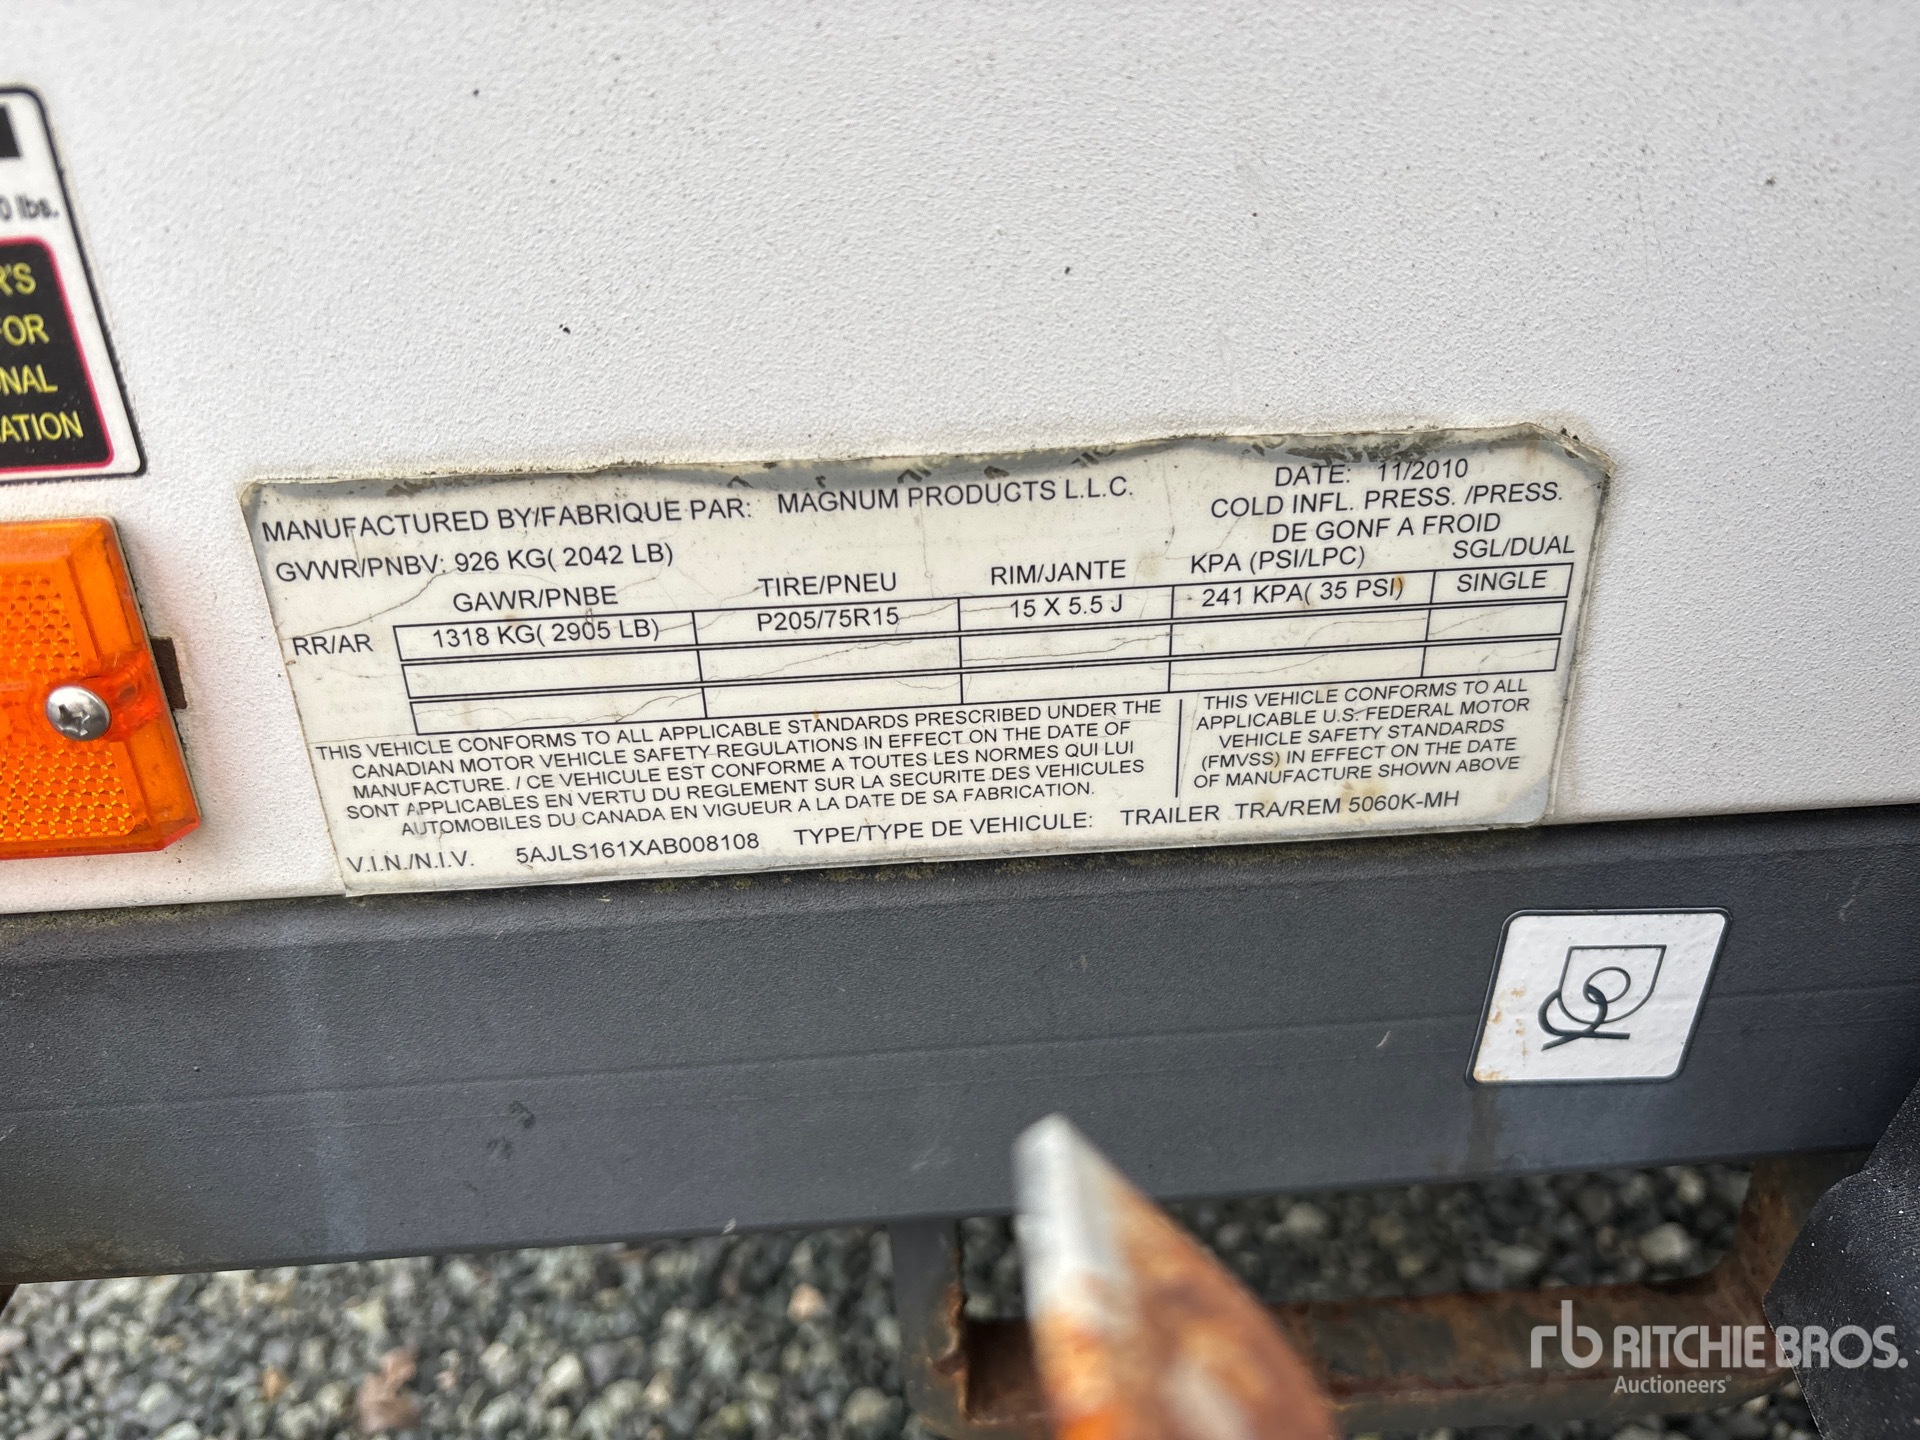 0 lbs.
R'S
FOR
ONAL
ATION
MANUFACTURED BY/FABRIQUE PAR: MAGNUM PRODUCTS L.L.C. DATE: 11/2010
GVWR/PNBV: 926 KG( 2042 LB) COLD INFL. PRESS. /PRESS.
DE GONF A FROID
GAWR/PNBE TIRE/PNEU RIM/JANTE KPA (PSI/LPC) SGL/DUAL
RR/AR 1318 KG( 2905 LB) P205/75R15 15 X 5.5 J 241 KPA( 35 PSI) SINGLE
THIS VEHICLE CONFORMS TO ALL APPLICABLE STANDARDS PRESCRIBED UNDER THE
CANADIAN MOTOR VEHICLE SAFETY REGULATIONS IN EFFECT ON THE DATE OF
MANUFACTURE. / CE VEHICULE EST CONFORME A TOUTES LES NORMES QUI LUI
SONT APPLICABLES EN VERTU DU REGLEMENT SUR LA SECURITE DES VEHICULES
AUTOMOBILES DU CANADA EN VIGUEUR A LA DATE DE SA FABRICATION.
THIS VEHICLE CONFORMS TO ALL
APPLICABLE U.S. FEDERAL MOTOR
VEHICLE SAFETY STANDARDS
(FMVSS) IN EFFECT ON THE DATE
OF MANUFACTURE SHOWN ABOVE
V.I.N./N.I.V. 5AJLS161XAB008108 TYPE/TYPE DE VEHICULE: TRAILER TRA/REM 5060K-MH
rb RITCHIE BROS.
Auctioneers